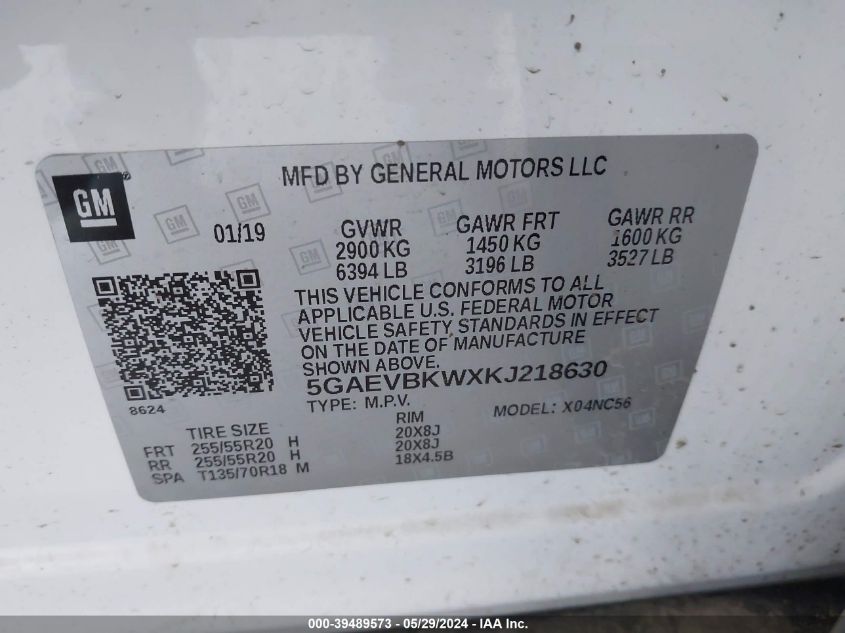 MFD BY GENERAL MOTORS LLC
GM
01/19
GVWR GAWR FRT GAWR RR
2900 KG 1450 KG 1600 KG
6394 LB 3196 LB 3527 LB
THIS VEHICLE CONFORMS TO ALL
APPLICABLE U.S. FEDERAL MOTOR
VEHICLE SAFETY STANDARDS IN EFFECT
ON THE DATE OF MANUFACTURE
SHOWN ABOVE.
5GAEVBKWXKJ218630
8624
TYPE: M.P.V. MODEL: X04NC56
TIRE SIZE RIM
FRT 255/55R20 H 20X8J
RR 255/55R20 H 20X8J
SPA T135/70R18 M 18X4.5B
000-39489573 - 05/29/2024 - IAA Inc.